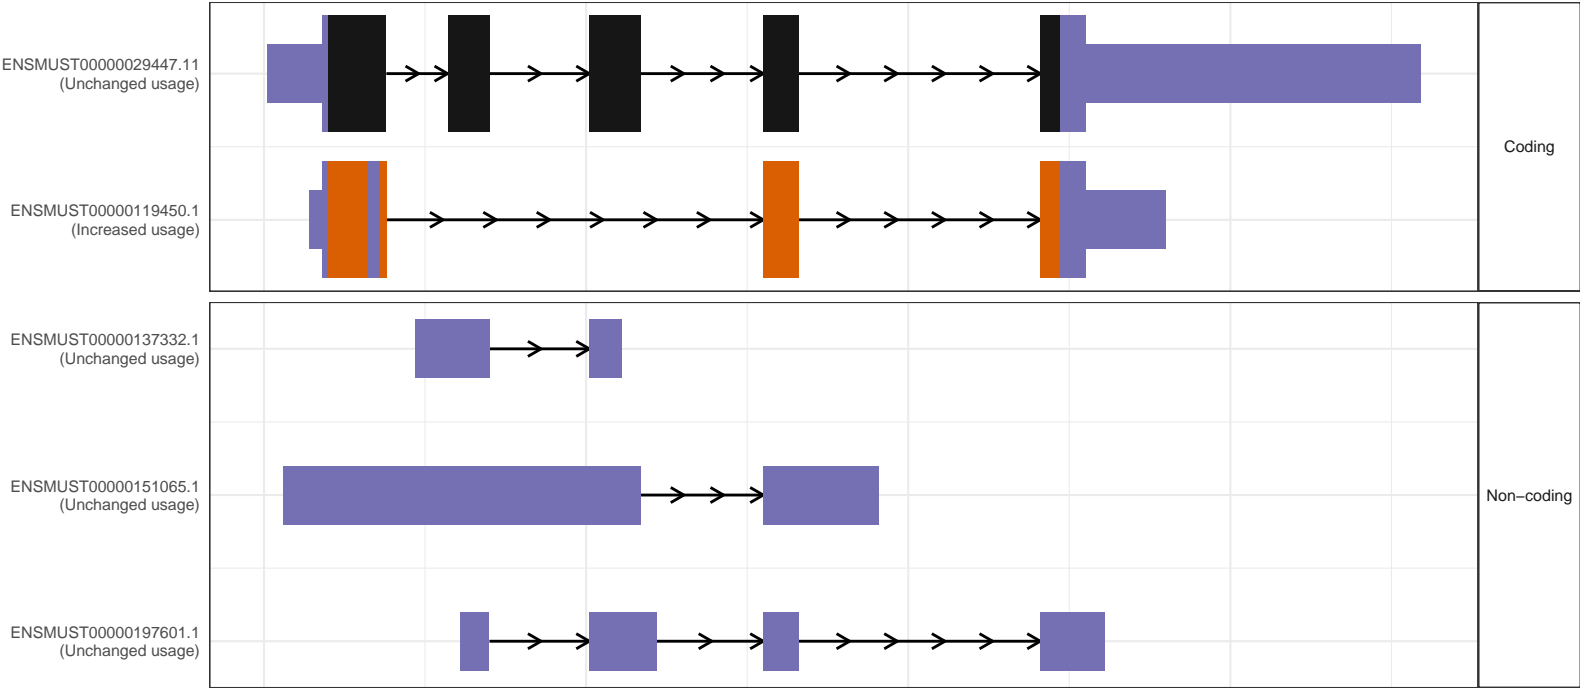 ENSMUST00000029447.11
(Unchanged usage)
ENSMUST00000119450.1
(Increased usage)
Coding
ENSMUST00000137332.1
(Unchanged usage)
ENSMUST00000151065.1
(Unchanged usage)
Non−coding
ENSMUST00000197601.1
(Unchanged usage)